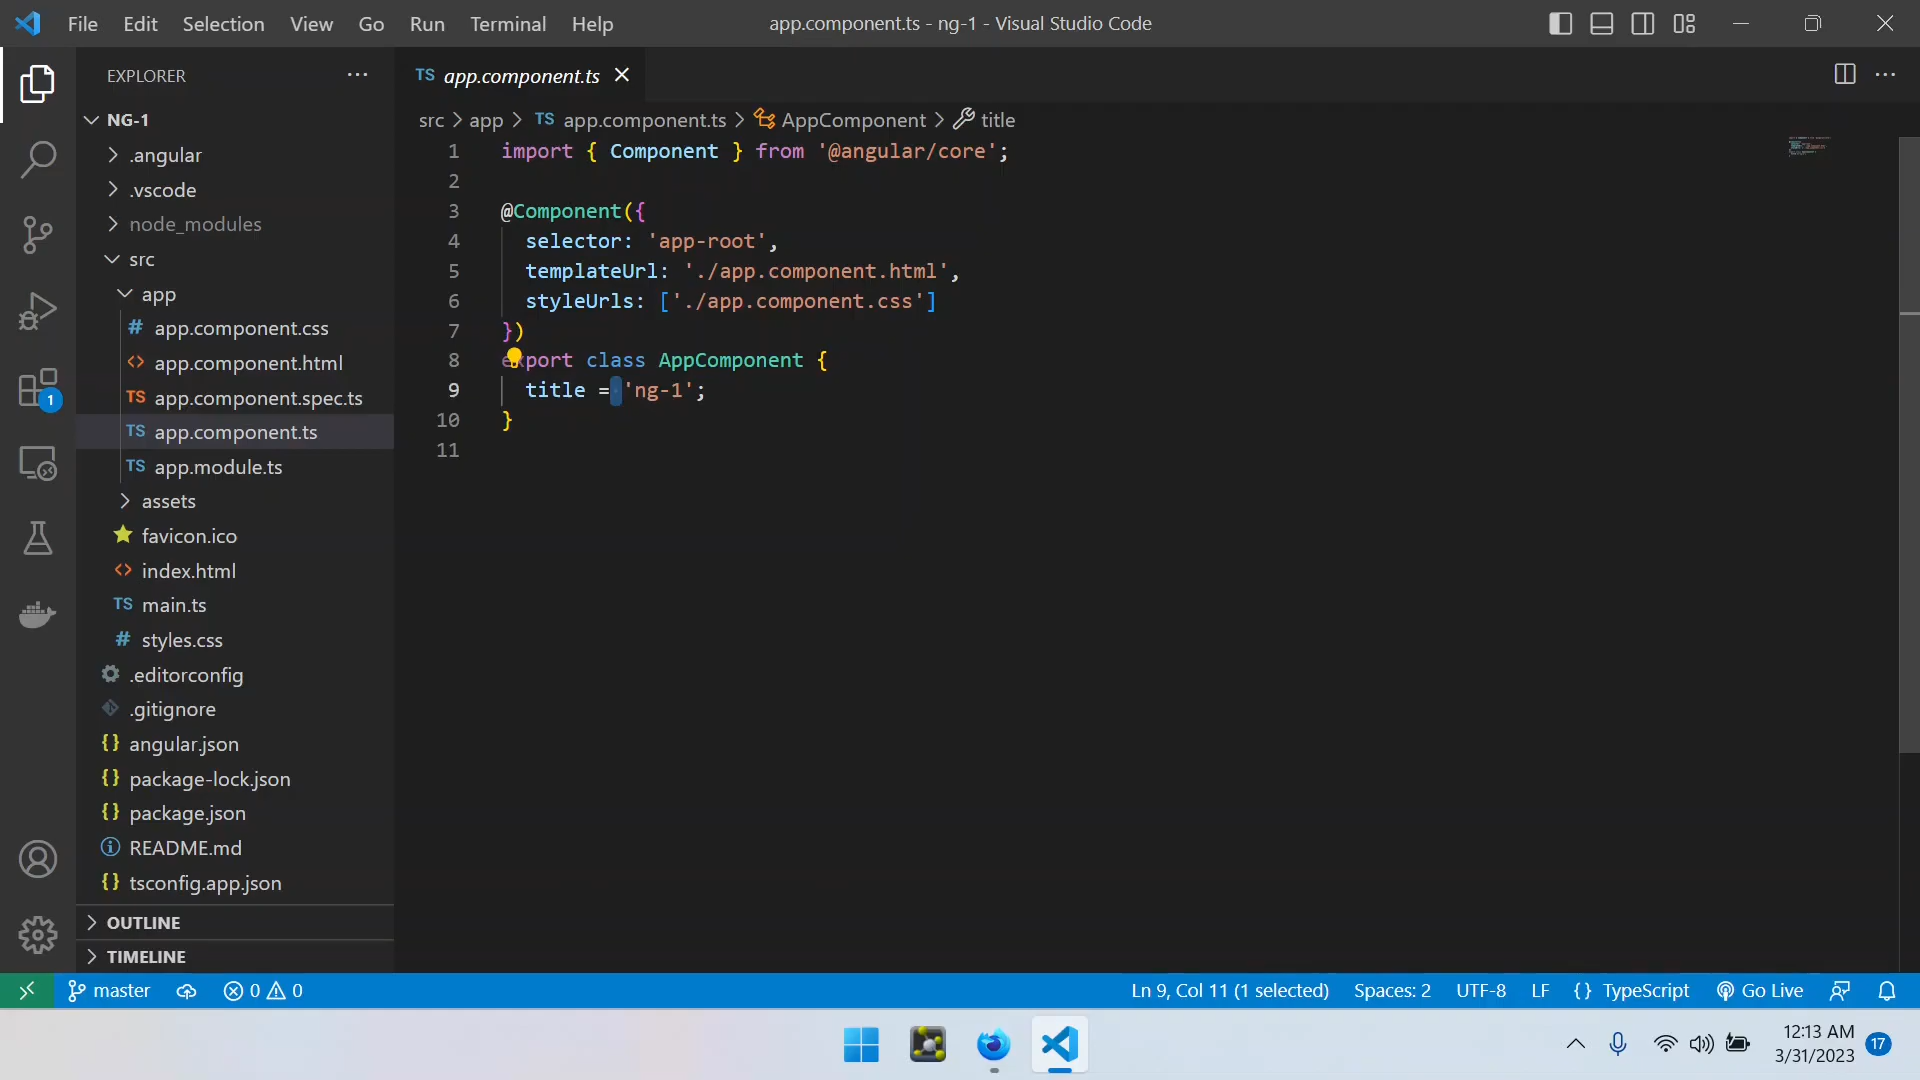 File Edit Selection View Go Run Terminal Help
app.component.ts - ng-1 - Visual Studio Code
EXPLORER
NG-1
.angular
.vscode
node_modules
src
app
# app.component.css
<> app.component.html
TS app.component.spec.ts
TS app.component.ts
TS app.module.ts
assets
favicon.ico
<> index.html
TS main.ts
# styles.css
.editorconfig
.gitignore
{} angular.json
{} package-lock.json
{} package.json
README.md
{} tsconfig.app.json
OUTLINE
TIMELINE
1
TS app.component.ts
src > app > TS app.component.ts > AppComponent > title
1 import { Component } from '@angular/core';
2
3 @Component({
4 selector: 'app-root',
5 templateUrl: './app.component.html',
6 styleUrls: ['./app.component.css']
7 })
8 export class AppComponent {
9 title = 'ng-1';
10 }
11
master 0 0
Ln 9, Col 11 (1 selected) Spaces: 2 UTF-8 LF {} TypeScript Go Live
12:13 AM
3/31/2023
17